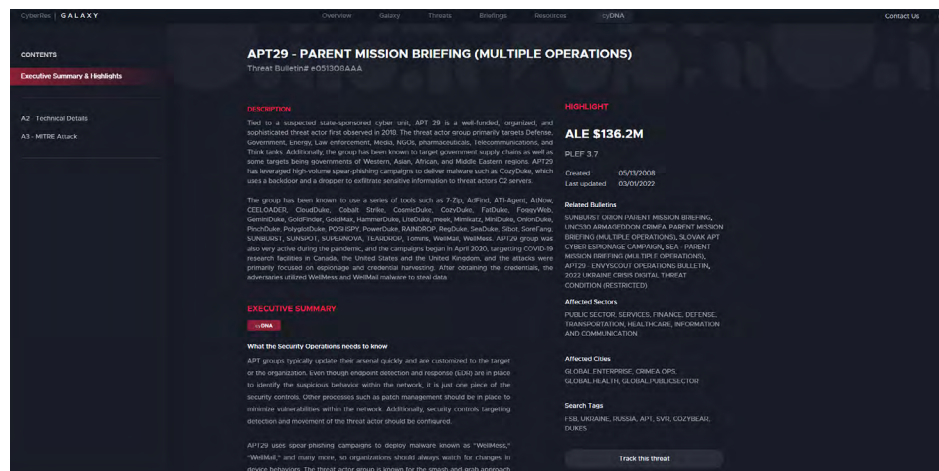 CyberRes | GALAXY
Overview Galaxy Threats Briefings Resources cyDNA
Contact Us
CONTENTS
Executive Summary & Highlights
A2 - Technical Details
A3 - MITRE Attack
APT29 - PARENT MISSION BRIEFING (MULTIPLE OPERATIONS)
Threat Bulletin# e051308AAA
DESCRIPTION
Tied to a suspected state-sponsored cyber unit, APT 29 is a well-funded, organized, and
sophisticated threat actor first observed in 2018. The threat actor group primarily targets Defense,
Government, Energy, Law enforcement, Media, NGOs, pharmaceuticals, Telecommunications, and
Think tanks. Additionally, the group has been known to target government supply chains as well as
some targets being governments of Western, Asian, African, and Middle Eastern regions. APT29
has leveraged high-volume spear-phishing campaigns to deliver malware such as CozyDuke, which
uses a backdoor and a dropper to exfiltrate sensitive information to threat actors C2 servers.
The group has been known to use a series of tools such as 7-Zip, AdFind, ATI-Agent, AtNow,
CEELOADER, CloudDuke, Cobalt Strike, CosmicDuke, CozyDuke, FatDuke, FoggyWeb,
GeminiDuke, GoldFinder, GoldMax, HammerDuke, LiteDuke, meek, Mimikatz, MiniDuke, OnionDuke,
PinchDuke, PolyglotDuke, POSHSPY, PowerDuke, RAINDROP, RegDuke, SeaDuke, Sibot, SoreFang,
SUNBURST, SUNSPOT, SUPERNOVA, TEARDROP, Tomiris, WellMail, WellMess. APT29 group was
also very active during the pandemic, and the campaigns began in April 2020, targeting COVID-19
research facilities in Canada, the United States and the United Kingdom, and the attacks were
primarily focused on espionage and credential harvesting. After obtaining the credentials, the
adversaries utilized WellMess and WellMail malware to steal data.
EXECUTIVE SUMMARY
cyDNA
What the Security Operations needs to know
APT groups typically update their arsenal quickly and are customized to the target
or the organization. Even though endpoint detection and response (EDR) are in place
to identify the suspicious behavior within the network, it is just one piece of the
security controls. Other processes such as patch management should be in place to
minimize vulnerabilities within the network. Additionally, security controls targeting
detection and movement of the threat actor should be configured.
APT29 uses spear-phishing campaigns to deploy malware known as "WellMess,"
"WellMail," and many more, so organizations should always watch for changes in
device behaviors. The threat actor group is known for the smash and grab approach
HIGHLIGHT
ALE $136.2M
PLEF 3.7
Created 05/13/2008
Last updated 03/01/2022
Related Bulletins
SUNBURST ORION PARENT MISSION BRIEFING,
UNC530 ARMAGEDDON CRIMEA PARENT MISSION
BRIEFING (MULTIPLE OPERATIONS), SLOVAK APT
CYBER ESPIONAGE CAMPAIGN, SEA - PARENT
MISSION BRIEFING (MULTIPLE OPERATIONS),
APT29 - ENVYSCOUT OPERATIONS BULLETIN,
2022 UKRAINE CRISIS DIGITAL THREAT
CONDITION (RESTRICTED)
Affected Sectors
PUBLIC SECTOR, SERVICES, FINANCE, DEFENSE,
TRANSPORTATION, HEALTHCARE, INFORMATION
AND COMMUNICATION
Affected Cities
GLOBAL.ENTERPRISE, CRIMEA OPS,
GLOBAL.HEALTH, GLOBAL.PUBLICSECTOR
Search Tags
FSB, UKRAINE, RUSSIA, APT, SVR, COZYBEAR,
DUKES
Track this threat